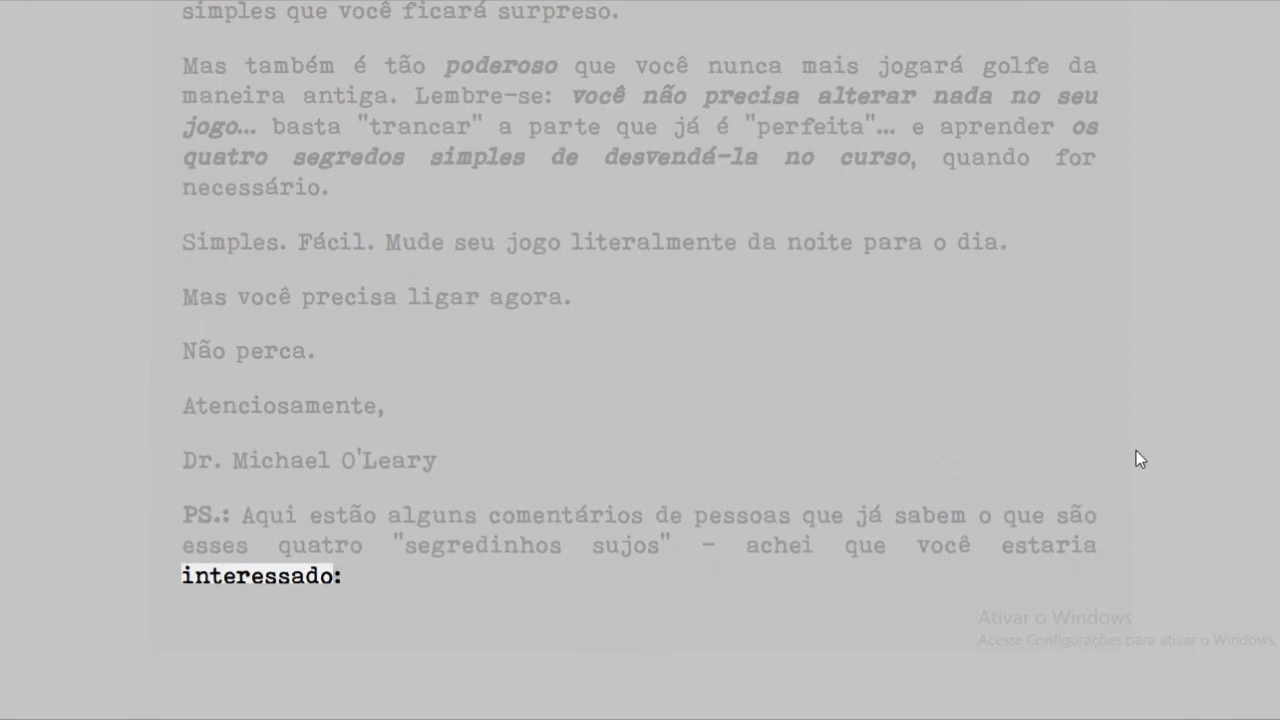 simples que você ficará surpreso.
Mas também é tão poderoso que você nunca mais jogará golfe da
maneira antiga. Lembre-se: você não precisa alterar nada no seu
jogo… basta "trancar" a parte que já é "perfeita"… e aprender os
quatro segredos simples de desvendá-la no curso, quando for
necessário.
Simples. Fácil. Mude seu jogo literalmente da noite para o dia.
Mas você precisa ligar agora.
Não perca.
Atenciosamente,
Dr. Michael O'Leary
PS.: Aqui estão alguns comentários de pessoas que já sabem o que são
esses quatro "segredinhos sujos" – achei que você estaria
interessado:
Ativar o Windows
Acesse Configurações para ativar o Windows.